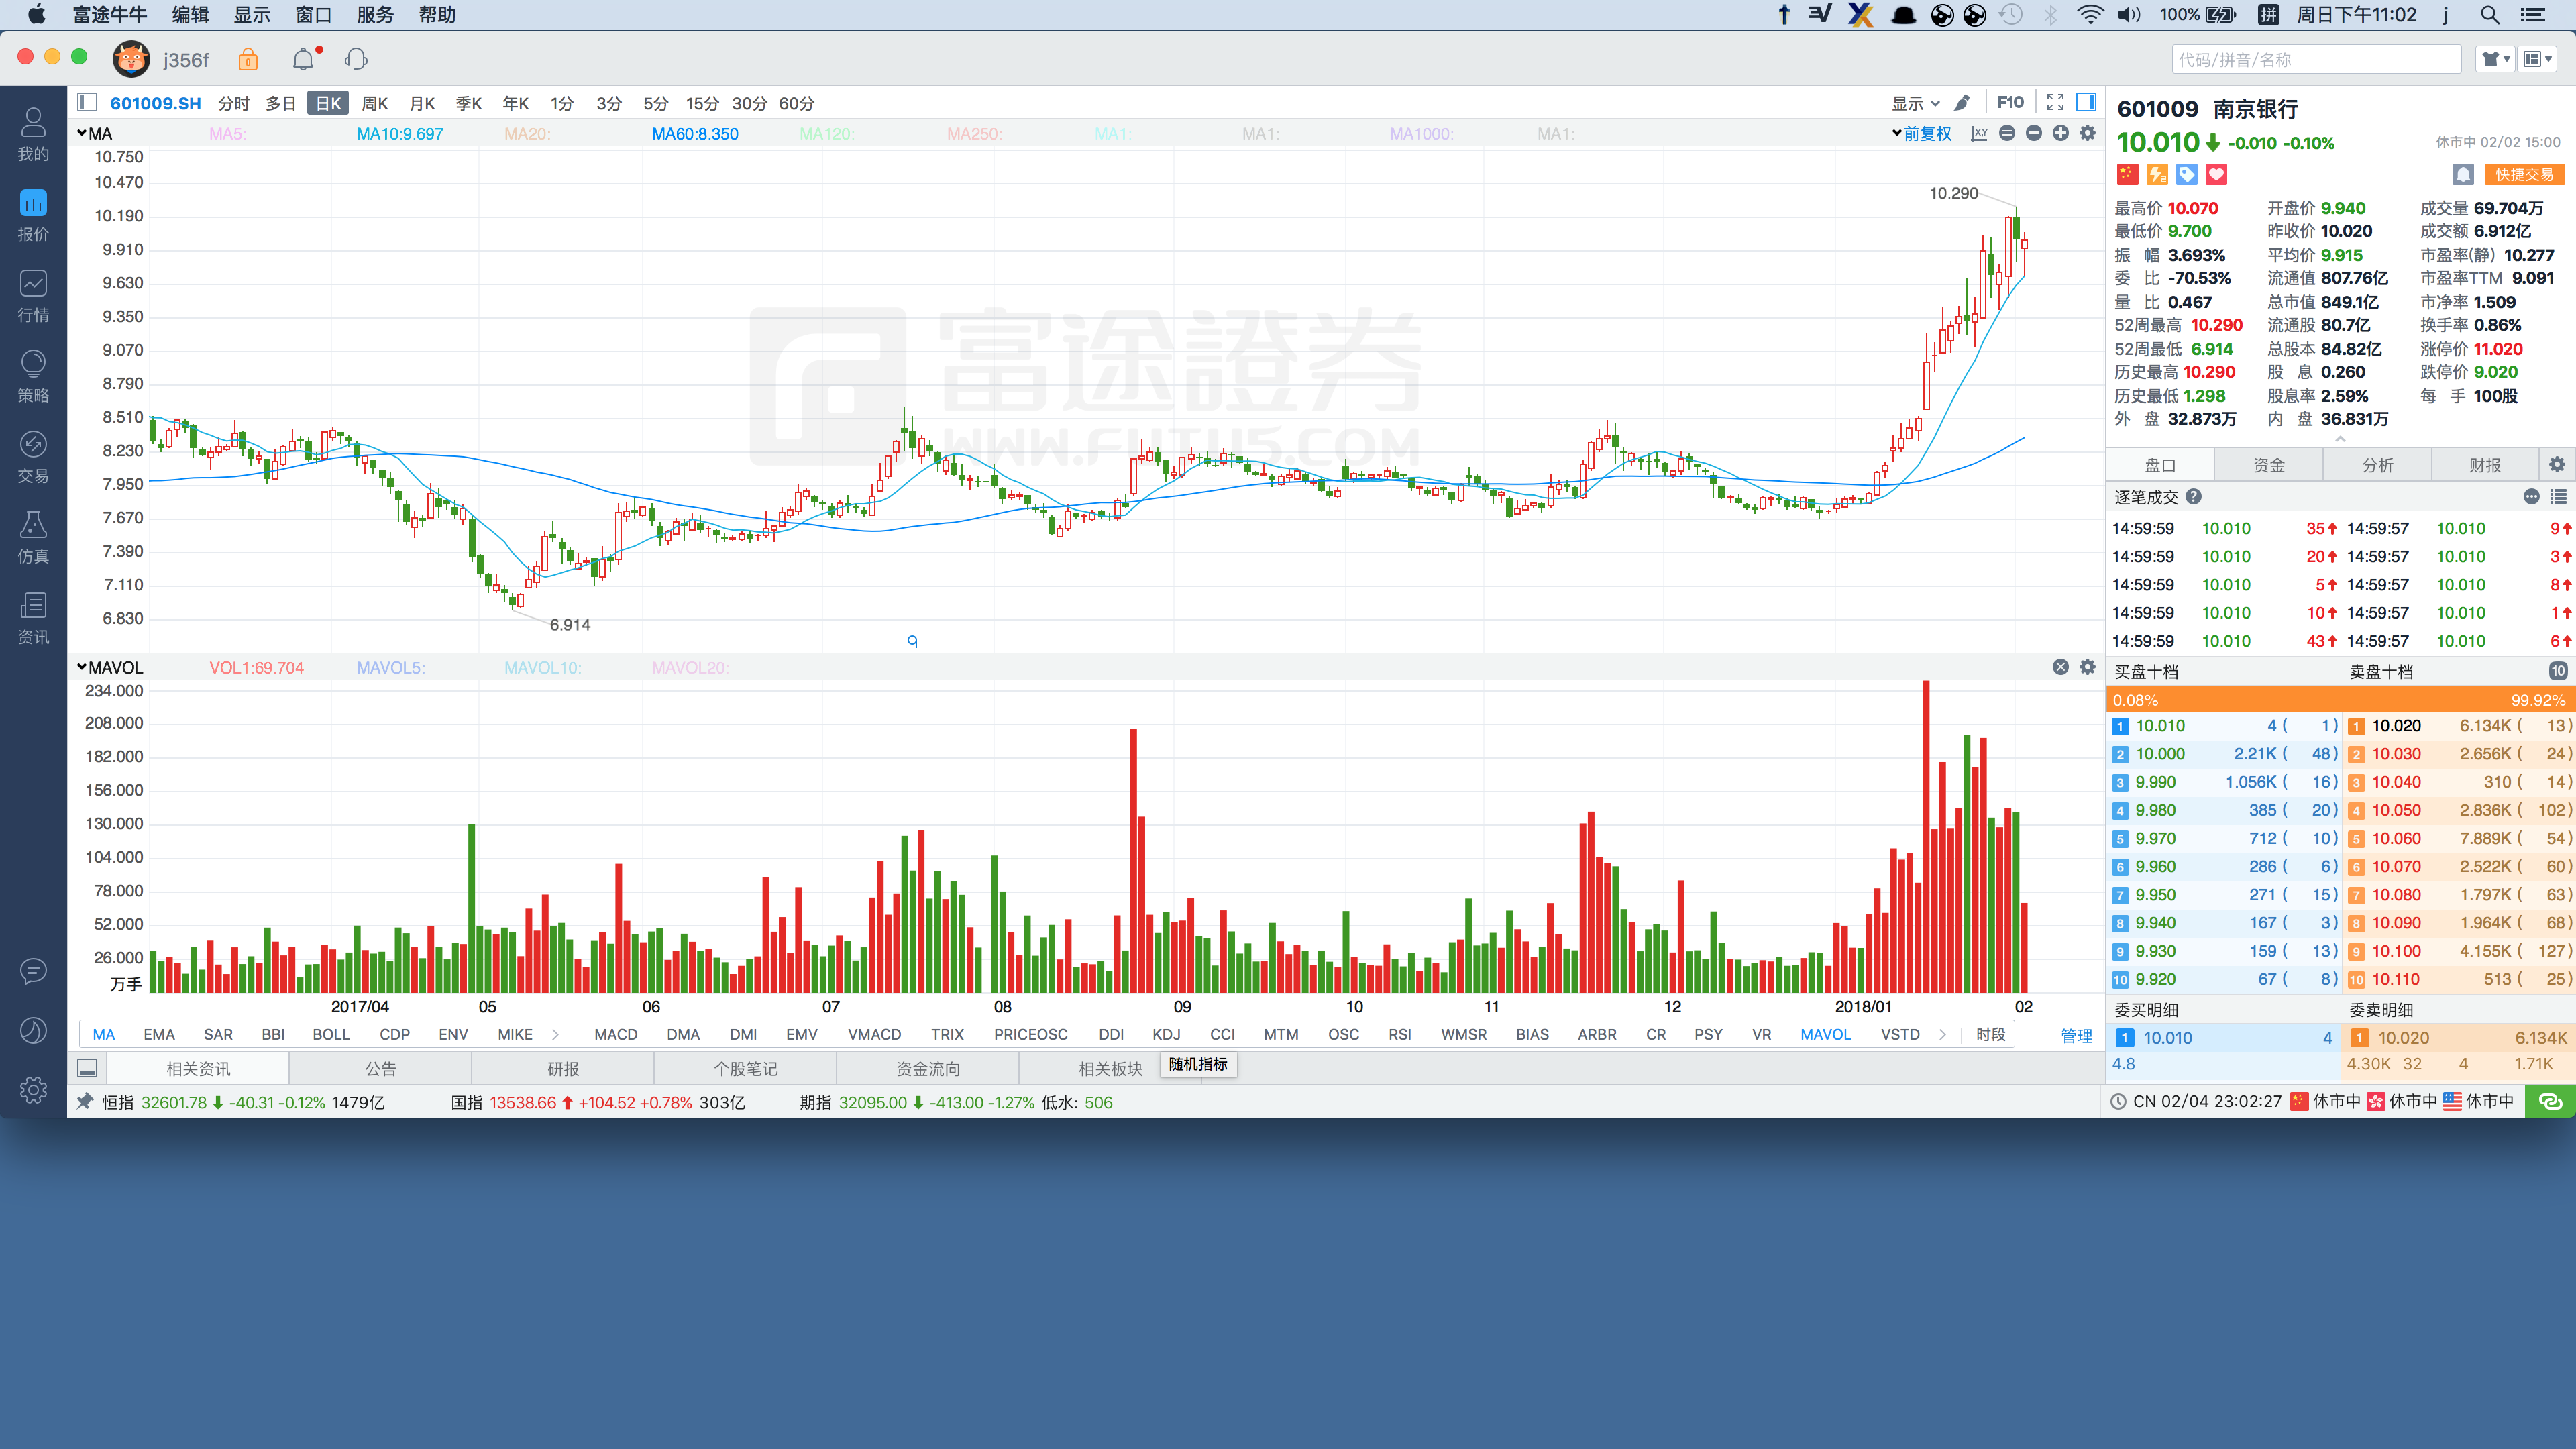 富途牛牛 编辑 显示 窗口 服务 帮助 100% 拼 周日下午11:02 j
j356f 0 代码/拼音/名称
我的
报价
行情
策略
交易
仿真
资讯
601009.SH 分时 多日 日K 周K 月K 季K 年K 1分 3分 5分 15分 30分 60分 显示 F10
MA MA5: MA10:9.697 MA20: MA60:8.350 MA120: MA250: MA1: MA1: MA1000: MA1: 前复权
10.750
10.470
10.190
9.910
9.630
9.350
9.070
8.790
8.510
8.230
7.950
7.670
7.390
7.110
6.830
10.290
6.914
富途證券
WWW.FUTU5.COM
MAVOL VOL1:69.704 MAVOL5: MAVOL10: MAVOL20:
234.000
208.000
182.000
156.000
130.000
104.000
78.000
52.000
26.000
万手
2017/04 05 06 07 08 09 10 11 12 2018/01 02
MA EMA SAR BBI BOLL CDP ENV MIKE MACD DMA DMI EMV VMACD TRIX PRICEOSC DDI KDJ CCI MTM OSC RSI WMSR BIAS ARBR CR PSY VR MAVOL VSTD 时段 管理
相关资讯 公告 研报 个股笔记 资金流向 相关板块 随机指标
601009 南京银行
10.010 -0.010 -0.10% 休市中 02/02 15:00
快捷交易
最高价 10.070 开盘价 9.940 成交量 69.704万
最低价 9.700 昨收价 10.020 成交额 6.912亿
振 幅 3.693% 平均价 9.915 市盈率(静) 10.277
委 比 -70.53% 流通值 807.76亿 市盈率TTM 9.091
量 比 0.467 总市值 849.1亿 市净率 1.509
52周最高 10.290 流通股 80.7亿 换手率 0.86%
52周最低 6.914 总股本 84.82亿 涨停价 11.020
历史最高 10.290 股 息 0.260 跌停价 9.020
历史最低 1.298 股息率 2.59% 每 手 100股
外 盘 32.873万 内 盘 36.831万
盘口 资金 分析 财报
逐笔成交
14:59:59 10.010 35 14:59:57 10.010 9
14:59:59 10.010 20 14:59:57 10.010 3
14:59:59 10.010 5 14:59:57 10.010 8
14:59:59 10.010 10 14:59:57 10.010 1
14:59:59 10.010 43 14:59:57 10.010 6
买盘十档 卖盘十档 10
0.08% 99.92%
1 10.010 4 ( 1) 1 10.020 6.134K ( 13)
2 10.000 2.21K ( 48) 2 10.030 2.656K ( 24)
3 9.990 1.056K ( 16) 3 10.040 310 ( 14)
4 9.980 385 ( 20) 4 10.050 2.836K ( 102)
5 9.970 712 ( 10) 5 10.060 7.889K ( 54)
6 9.960 286 ( 6) 6 10.070 2.522K ( 60)
7 9.950 271 ( 15) 7 10.080 1.797K ( 63)
8 9.940 167 ( 3) 8 10.090 1.964K ( 68)
9 9.930 159 ( 13) 9 10.100 4.155K ( 127)
10 9.920 67 ( 8) 10 10.110 513 ( 25)
委买明细 委卖明细
1 10.010 4 1 10.020 6.134K
4.8 4.30K 32 4 1.71K
恒指 32601.78 -40.31 -0.12% 1479亿 国指 13538.66 +104.52 +0.78% 303亿 期指 32095.00 -413.00 -1.27% 低水: 506 CN 02/04 23:02:27 休市中 休市中 休市中